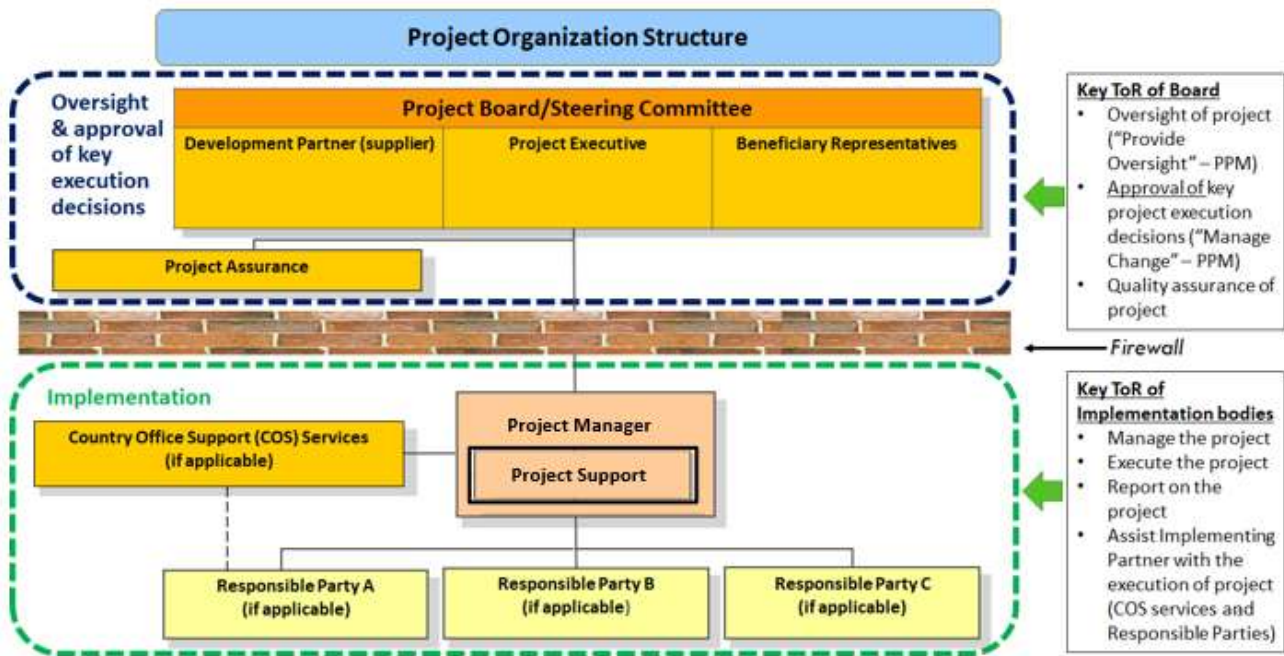 Project Organization Structure
Oversight
& approval
of key
execution
decisions
Project Board/Steering Committee
Development Partner (supplier)
Project Executive
Beneficiary Representatives
Project Assurance
Key ToR of Board
• Oversight of project
("Provide
Oversight" – PPM)
• Approval of key
project execution
decisions ("Manage
Change" – PPM)
• Quality assurance of
project
Firewall
Implementation
Country Office Support (COS) Services
(if applicable)
Project Manager
Project Support
Responsible Party A
(if applicable)
Responsible Party B
(if applicable)
Responsible Party C
(if applicable)
Key ToR of
Implementation bodies
• Manage the project
• Execute the project
• Report on the
project
• Assist Implementing
Partner with the
execution of project
(COS services and
Responsible Parties)